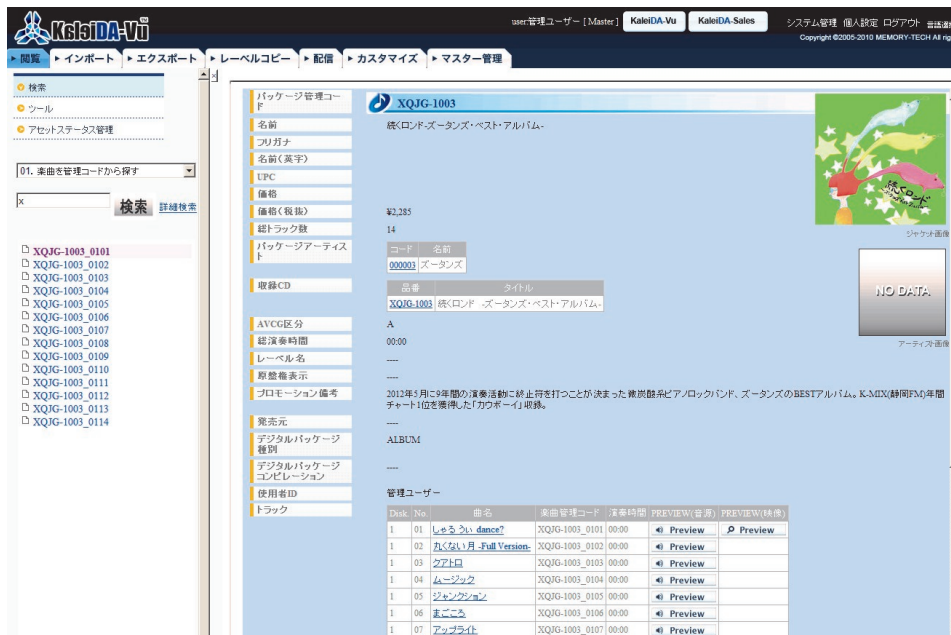 KaleiDA-Vü
user:管理ユーザー [Master]
KaleiDA-Vu
KaleiDA-Sales
システム管理 個人設定 ログアウト
Copyright ©2005-2010 MEMORY-TECH All
閲覧 インポート エクスポート レーベルコピー 配信 カスタマイズ マスター管理
検索
ツール
アセットステータス管理
01. 楽曲を管理コードから探す
x
検索 詳細検索
XQJG-1003_0101
XQJG-1003_0102
XQJG-1003_0103
XQJG-1003_0104
XQJG-1003_0105
XQJG-1003_0106
XQJG-1003_0107
XQJG-1003_0108
XQJG-1003_0109
XQJG-1003_0110
XQJG-1003_0111
XQJG-1003_0112
XQJG-1003_0113
XQJG-1003_0114
パッケージ管理コード
XQJG-1003
名前
続くロンド-ズータンズ・ベスト・アルバム-
フリガナ
名前(英字)
UPC
価格
価格(税抜)
¥2,285
総トラック数
14
パッケージアーティスト
コード 名前
000003 ズータンズ
収録CD
品番 タイトル
XQJG-1003 続くロンド -ズータンズ・ベスト・アルバム-
AVCG区分
A
総演奏時間
00:00
レーベル名
----
原盤権表示
----
プロモーション備考
2012年5月に9年間の演奏活動に終止符を打つことが決まった微炭酸系ピアノロックバンド、ズータンズのBESTアルバム。K-MIX(静岡FM)年間
チャート1位を獲得した「カウボーイ」収録。
発売元
----
デジタルパッケージ種別
ALBUM
デジタルパッケージコンピレーション
----
使用者ID
管理ユーザー
トラック
Disk. No. 曲名 楽曲管理コード 演奏時間 PREVIEW(音源) PREVIEW(映像)
1 01 しゃるうぃ dance? XQJG-1003_0101 00:00 Preview Preview
1 02 丸くない月 -Full Version- XQJG-1003_0102 00:00 Preview
1 03 クアトロ XQJG-1003_0103 00:00 Preview
1 04 ムージック XQJG-1003_0104 00:00 Preview
1 05 ジャンクション XQJG-1003_0105 00:00 Preview
1 06 まごころ XQJG-1003_0106 00:00 Preview
1 07 アップライト XQJG-1003_0107 00:00 Preview
続くロンド
ジャケット画像
NO DATA
アーティスト画像